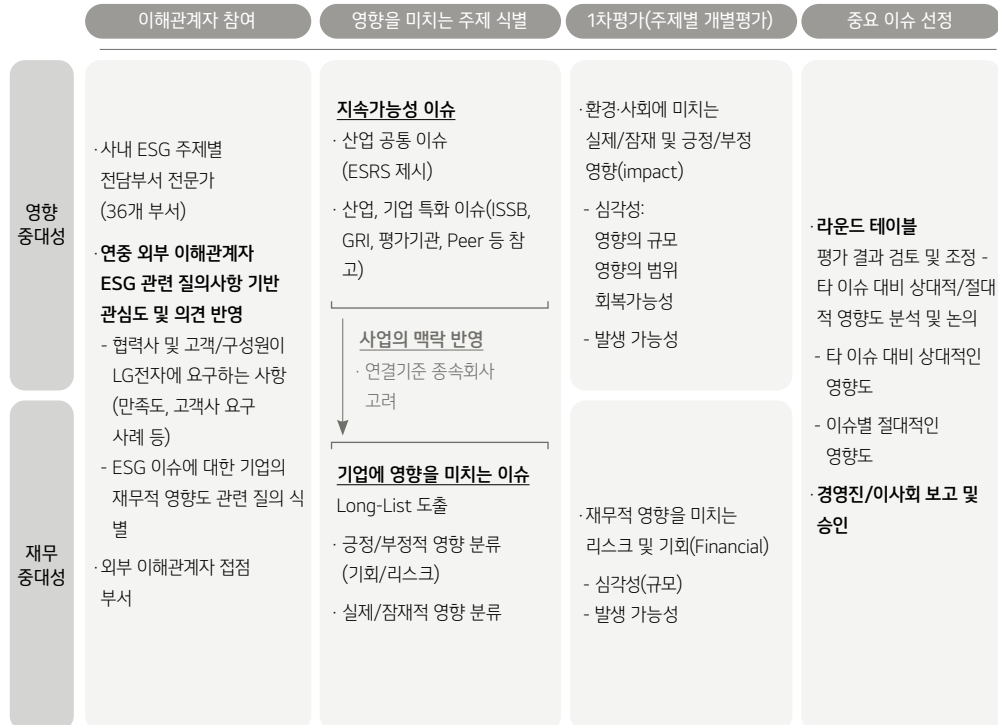 이해관계자 참여
영향을 미치는 주제 식별
1차평가(주제별 개별평가)
중요 이슈 선정
영향
중대성
재무
중대성
·사내 ESG 주제별
전담부서 전문가
(36개 부서)
·연중 외부 이해관계자
ESG 관련 질의사항 기반
관심도 및 의견 반영
- 협력사 및 고객/구성원이
LG전자에 요구하는 사항
(만족도, 고객사 요구
사례 등)
- ESG 이슈에 대한 기업의
재무적 영향도 관련 질의 식
별
·외부 이해관계자 접점
부서
지속가능성 이슈
· 산업 공통 이슈
(ESRS 제시)
· 산업, 기업 특화 이슈(ISSB,
GRI, 평가기관, Peer 등 참
고)
사업의 맥락 반영
· 연결기준 종속회사
고려
기업에 영향을 미치는 이슈
Long-List 도출
· 긍정/부정적 영향 분류
(기회/리스크)
· 실제/잠재적 영향 분류
·환경·사회에 미치는
실제/잠재 및 긍정/부정
영향(impact)
- 심각성:
영향의 규모
영향의 범위
회복가능성
- 발생 가능성
·재무적 영향을 미치는
리스크 및 기회(Financial)
- 심각성(규모)
- 발생 가능성
·라운드 테이블
평가 결과 검토 및 조정 -
타 이슈 대비 상대적/절대
적 영향도 분석 및 논의
- 타 이슈 대비 상대적인
영향도
- 이슈별 절대적인
영향도
·경영진/이사회 보고 및
승인